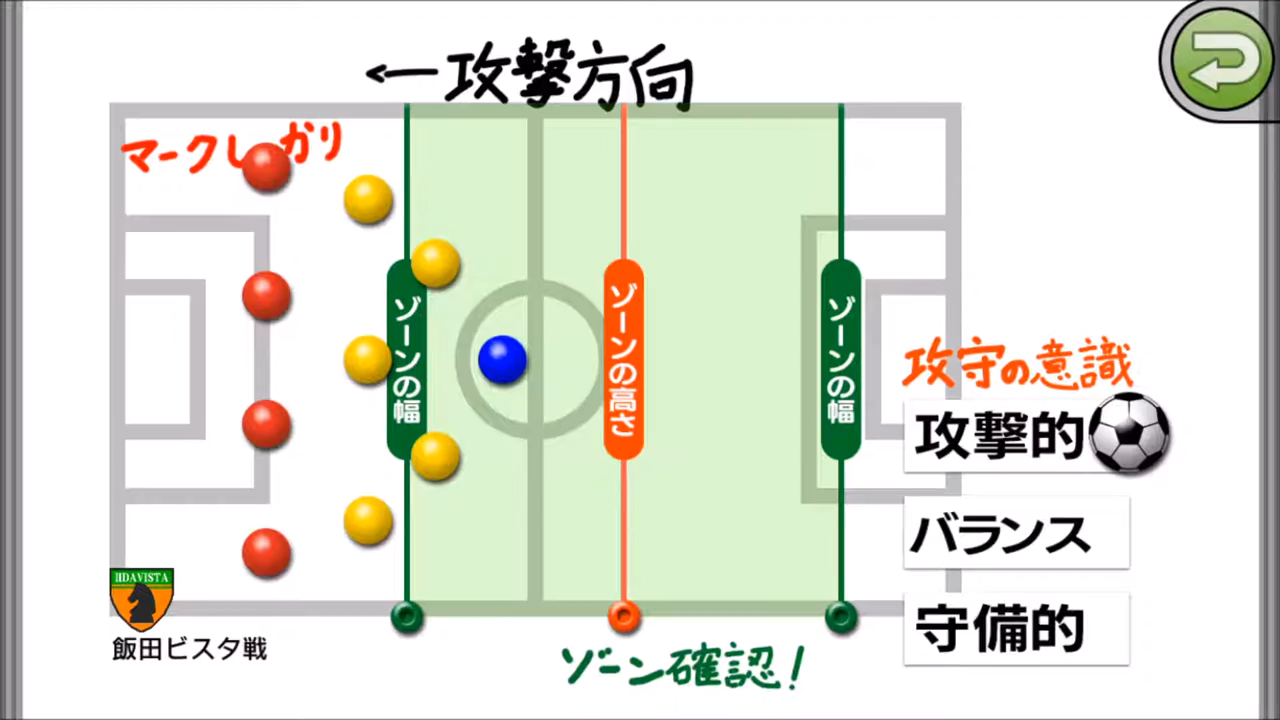 ←攻撃方向
マークしっかり
ゾーンの幅
ゾーンの高さ
ゾーンの幅
攻守の意識
攻撃的
バランス
守備的
IIDAVISTA
飯田ビスタ戦
ゾーン確認!